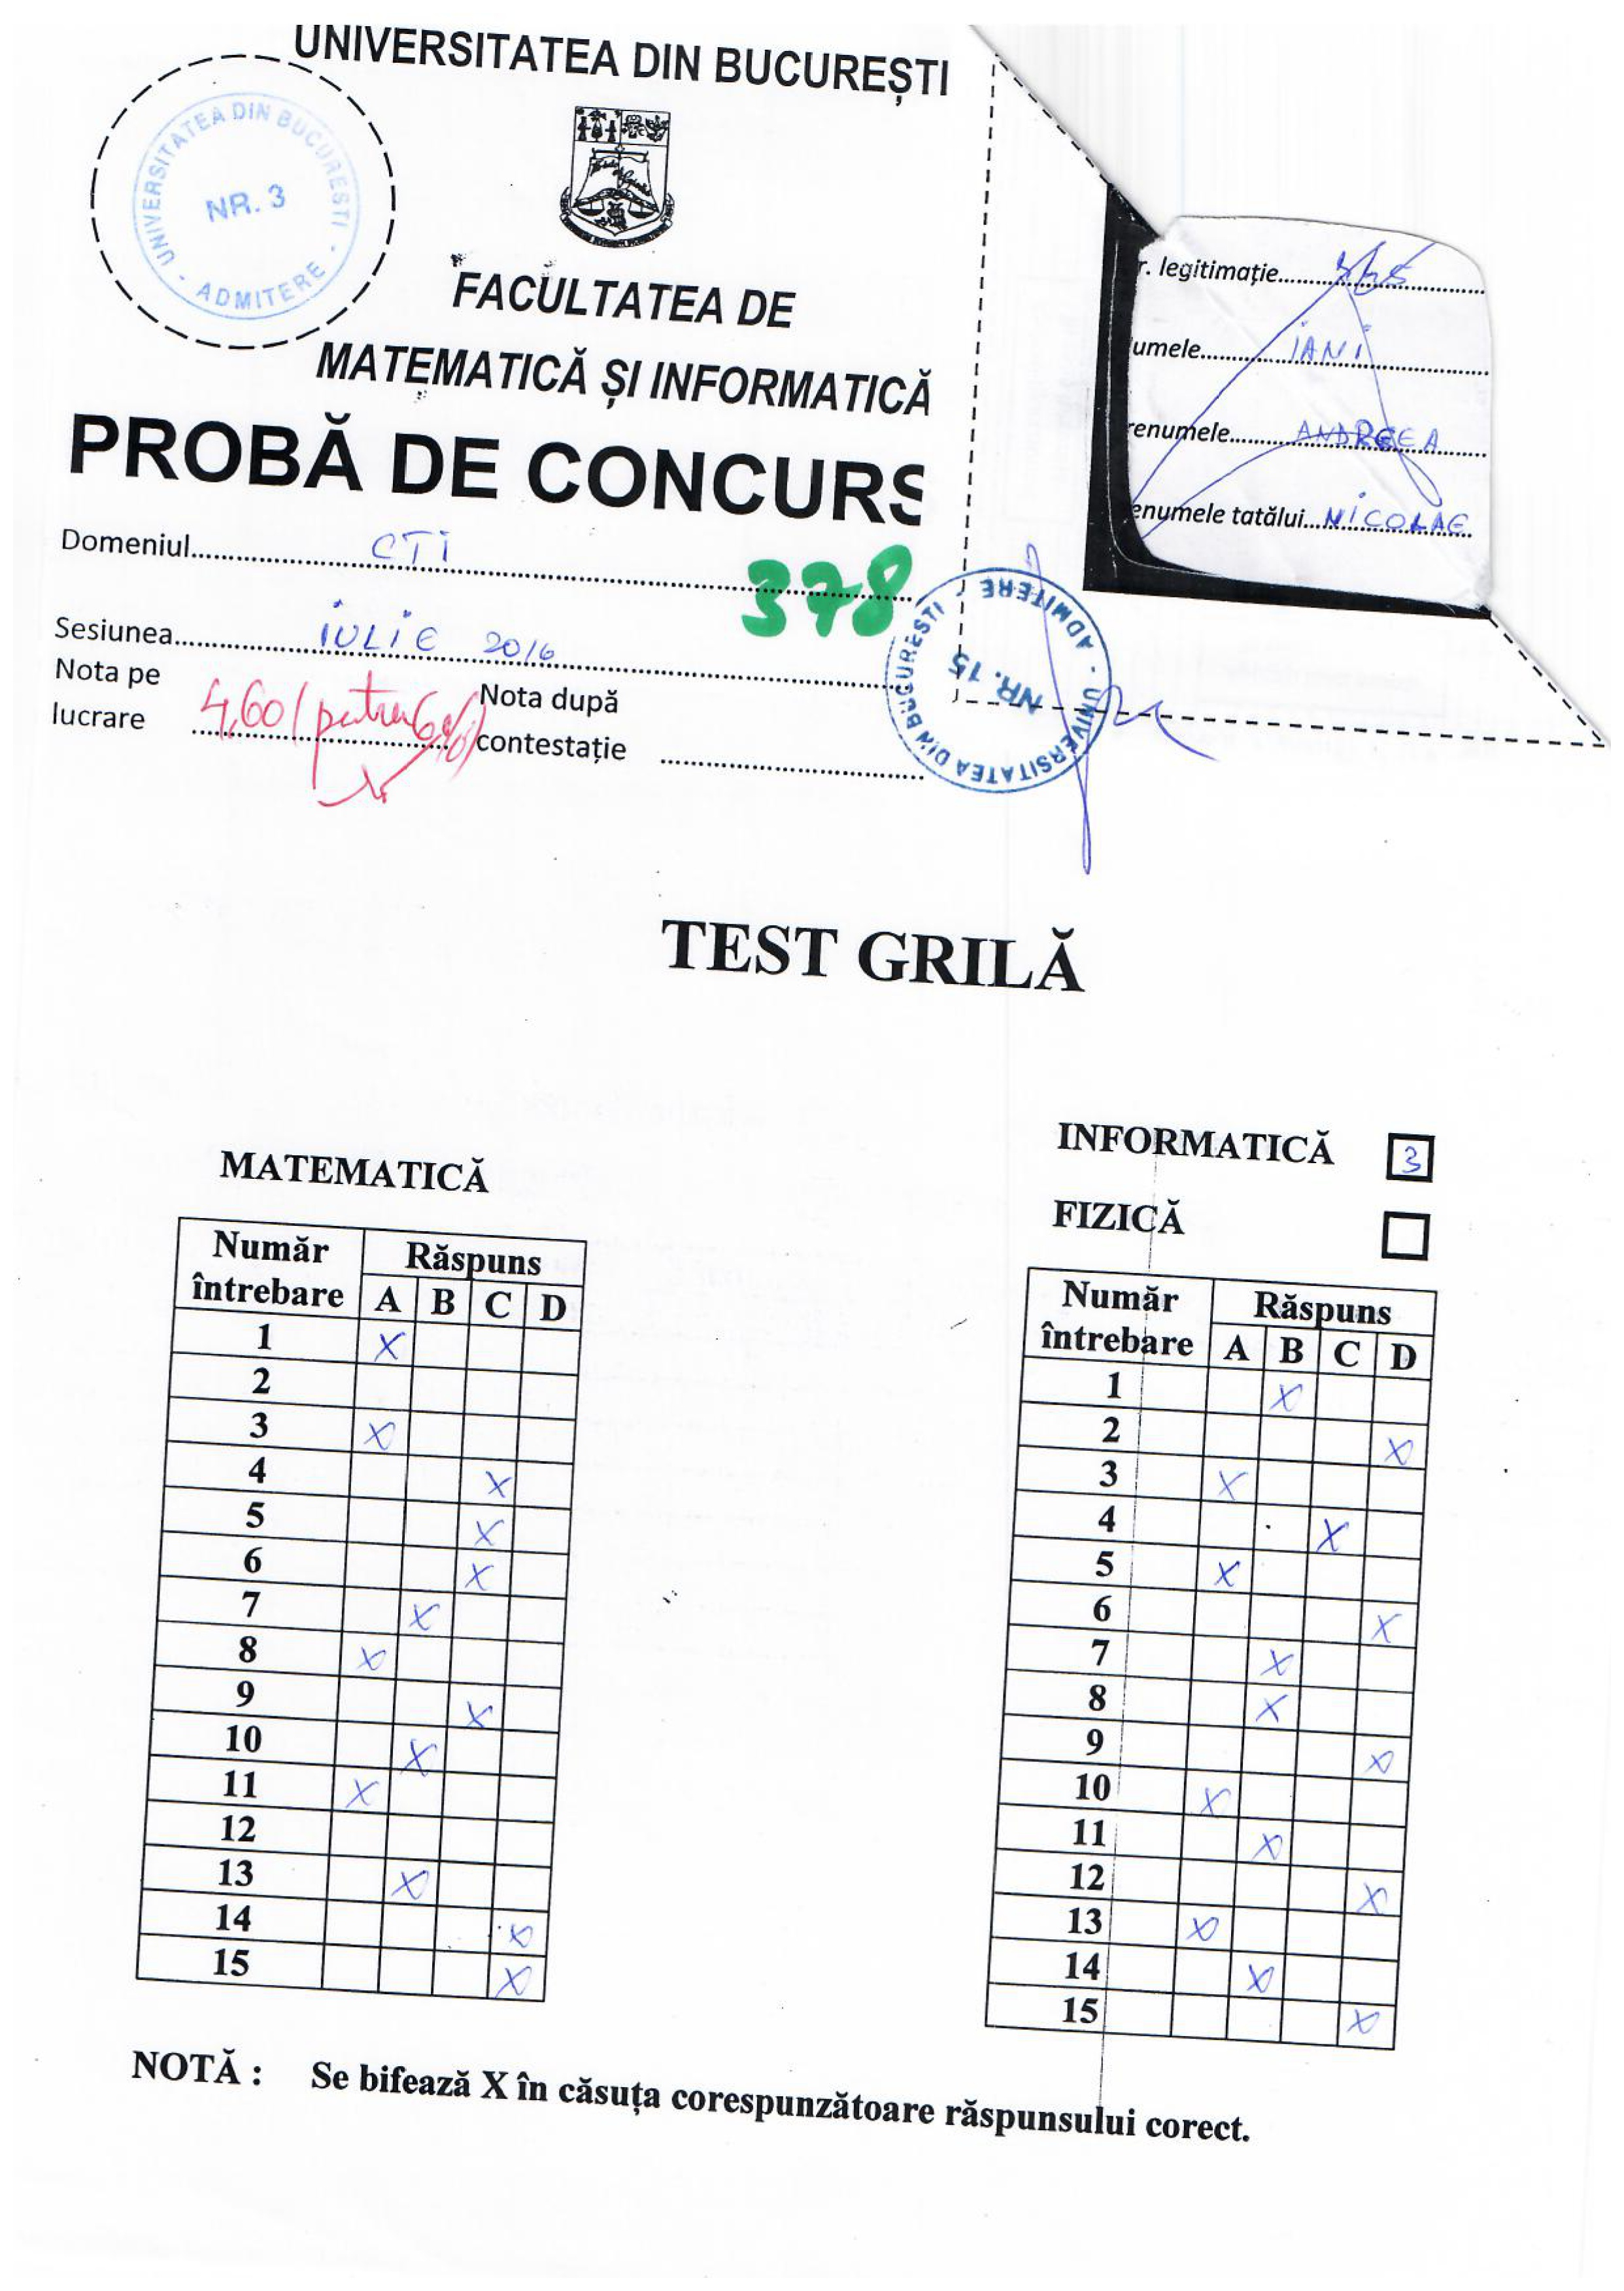 UNIVERSITATEA DIN BUCUREȘTI
UNIVERSITATEA DIN BUCURESTI - ADMITERE -
NR. 3
FACULTATEA DE
MATEMATICĂ ȘI INFORMATICĂ
PROBĂ DE CONCURS
Domeniul CTI
378
Sesiunea IULIE 2016
Nota pe
lucrare 4,60 (patru 60%)
Nota după
contestație
r. legitimație
umele IANI
renumele ANDREEA
enumele tatălui NICOLAE
UNIVERSITATEA DIN BUCUREȘTI - ADMITERE -
NR. 15
TEST GRILĂ
MATEMATICĂ
Număr întrebare Răspuns
A B C D
1 X
2
3 X
4 X
5 X
6 X
7 X
8 X
9 X
10 X
11 X
12
13 X
14 X
15 X
INFORMATICĂ 3
FIZICĂ
Număr întrebare Răspuns
A B C D
1 X
2 X
3 X
4 X
5 X
6 X
7 X
8 X
9 X
10 X
11 X
12 X
13 X
14 X
15 X
NOTĂ : Se bifează X în căsuța corespunzătoare răspunsului corect.